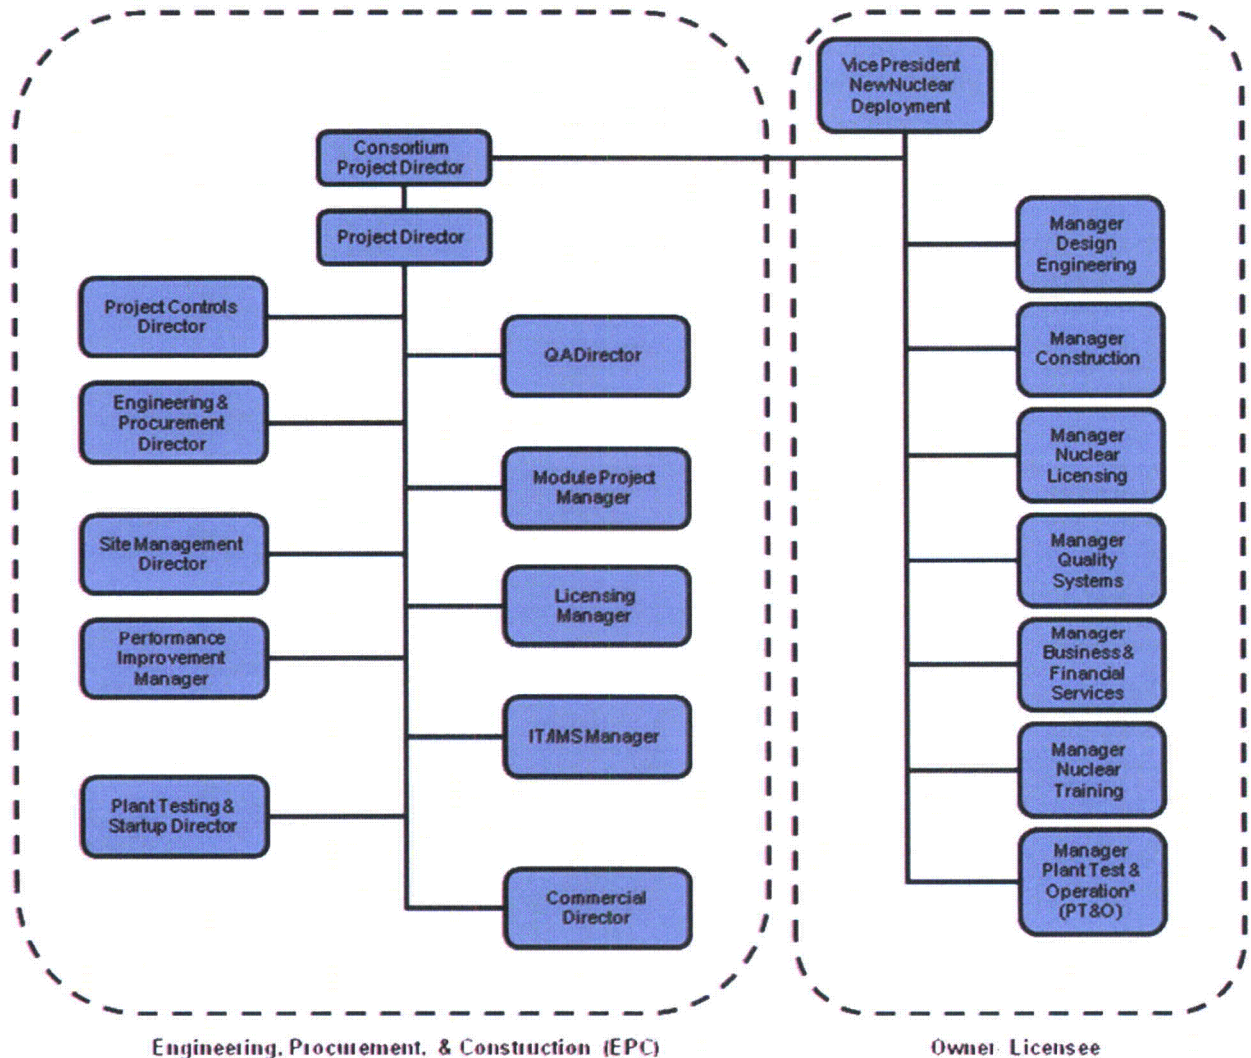 Vice President
New Nuclear
Deployment
Consortium
Project Director
Project Director
Project Controls
Director
QA Director
Engineering &
Procurement
Director
Module Project
Manager
Site Management
Director
Licensing
Manager
Performance
Improvement
Manager
IT/IMS Manager
Plant Testing &
Startup Director
Commercial
Director
Manager
Design
Engineering
Manager
Construction
Manager
Nuclear
Licensing
Manager
Quality
Systems
Manager
Business &
Financial
Services
Manager
Nuclear
Training
Manager
Plant Test &
Operation*
(PT&O)
Engineering, Procurement, & Construction (EPC)
Owner Licensee